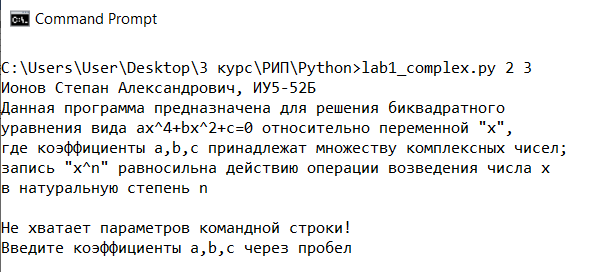 Command Prompt
C:\Users\User\Desktop\3 курс\РИП\Python>lab1_complex.py 2 3
Ионов Степан Александрович, ИУ5-52Б
Данная программа предназначена для решения биквадратного
уравнения вида ax^4+bx^2+c=0 относительно переменной "x",
где коэффициенты a,b,c принадлежат множеству комплексных чисел;
запись "x^n" равносильна действию операции возведения числа x
в натуральную степень n
Не хватает параметров командной строки!
Введите коэффициенты a,b,c через пробел